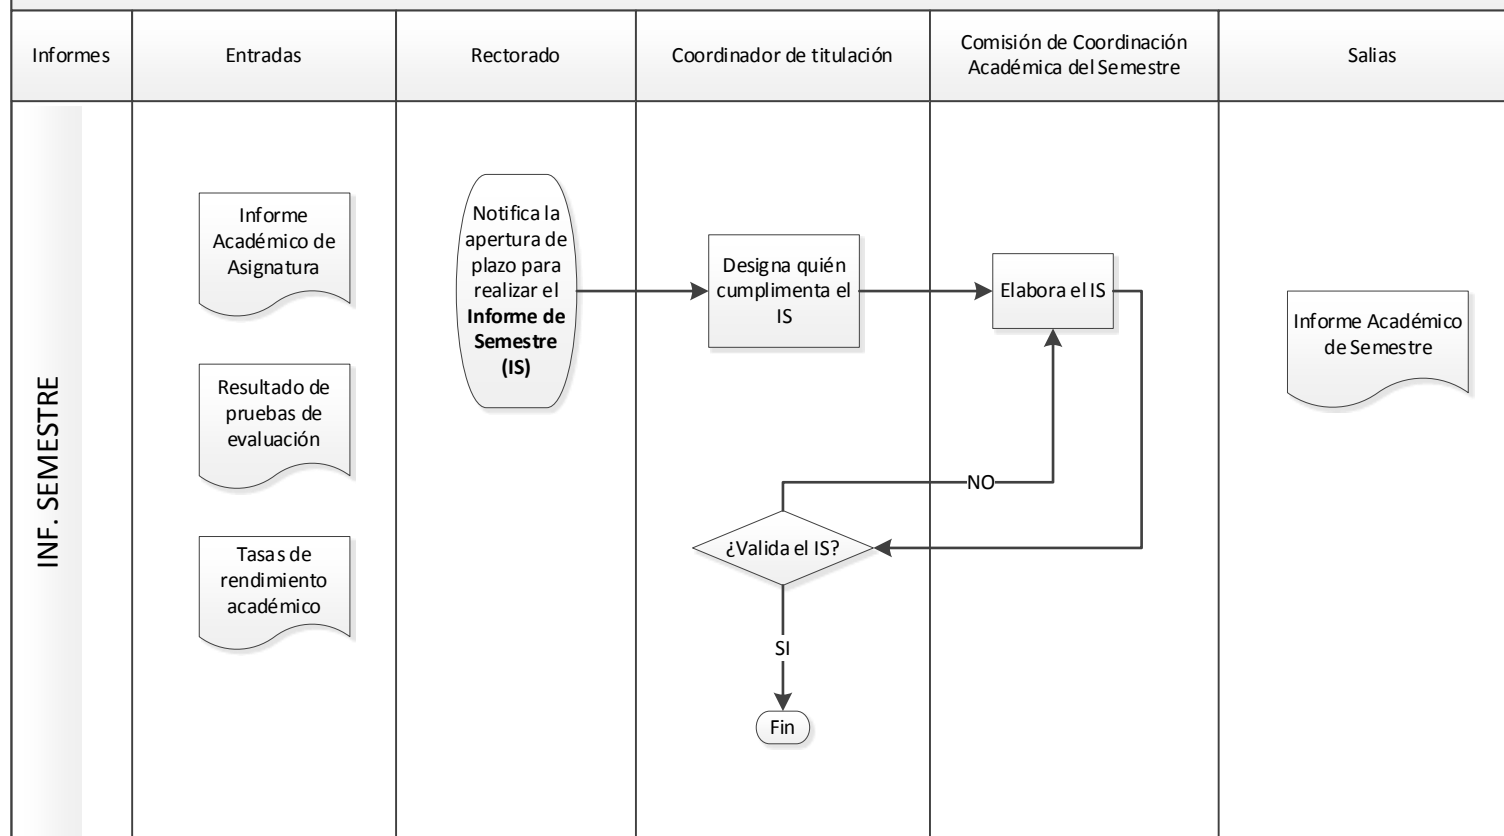 Informes
Entradas
Rectorado
Coordinador de titulación
Comisión de Coordinación
Académica del Semestre
Salias
INF. SEMESTRE
Informe
Académico de
Asignatura
Resultado de
pruebas de
evaluación
Tasas de
rendimiento
académico
Notifica la
apertura de
plazo para
realizar el
Informe de
Semestre
(IS)
Designa quién
cumplimenta el
IS
Elabora el IS
NO
¿Valida el IS?
SI
Fin
Informe Académico
de Semestre